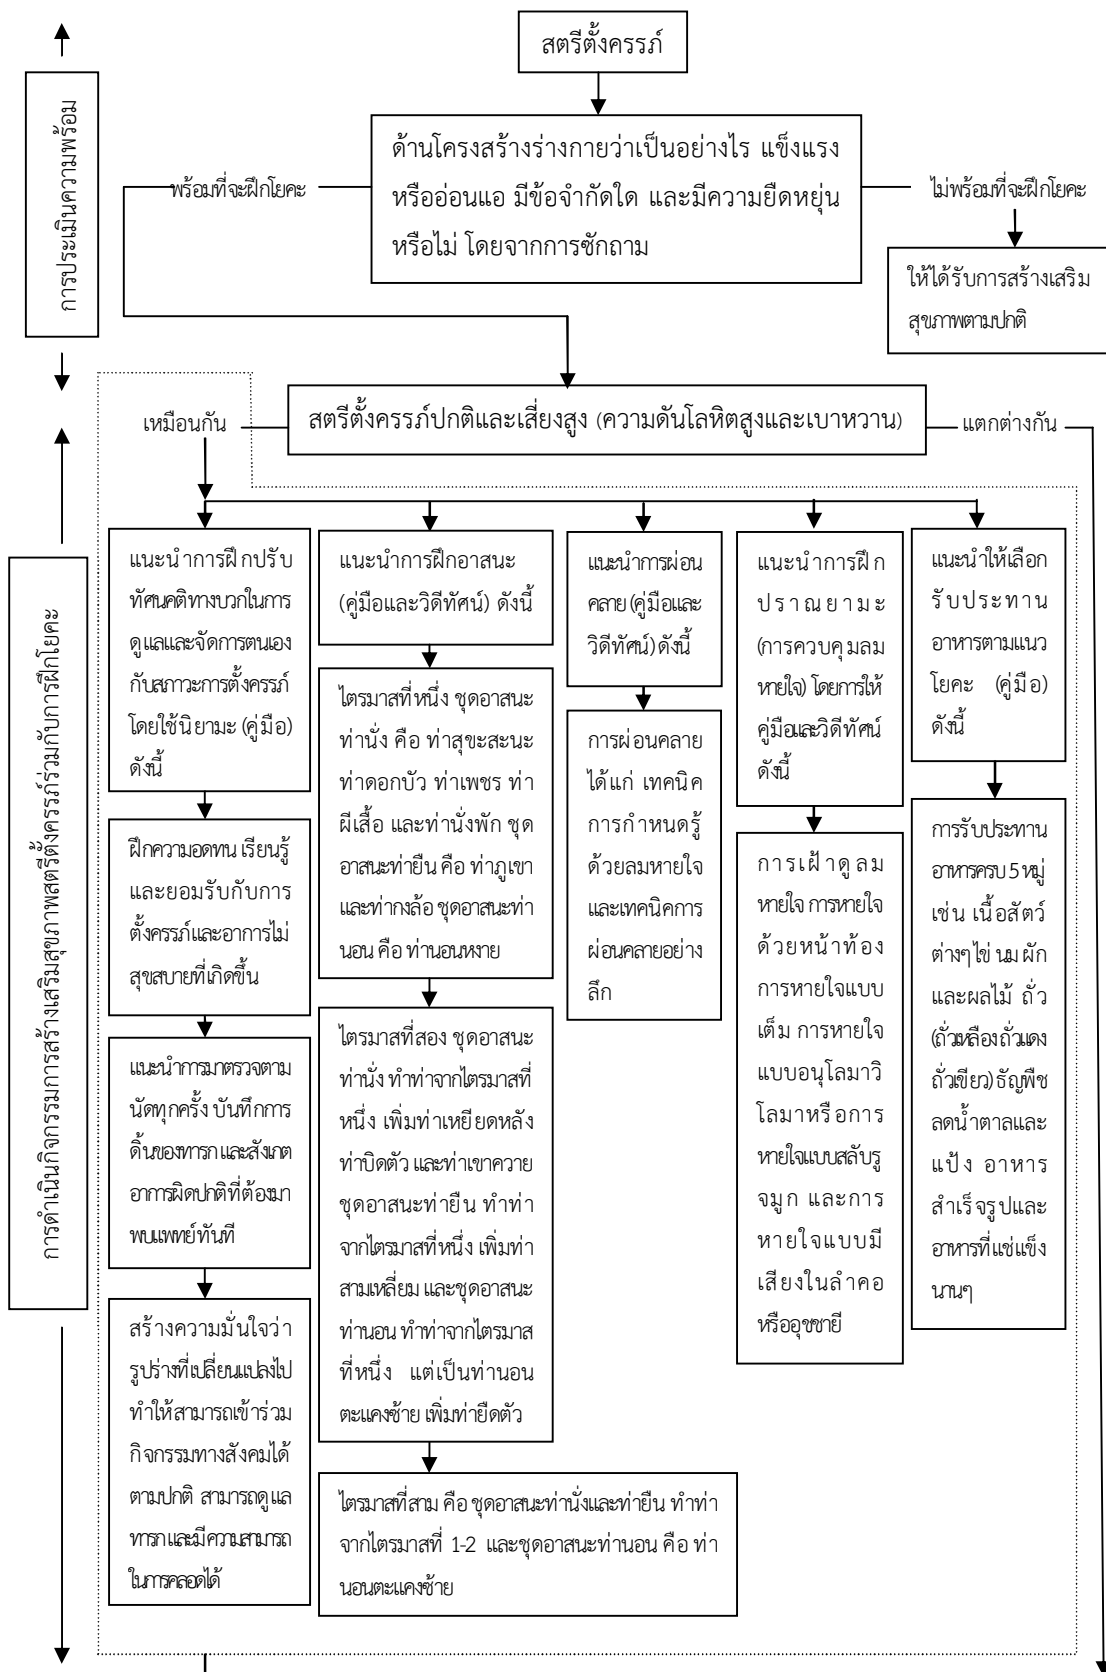 สตรีตั้งครรภ์
การประเมินความพร้อม
ด้านโครงสร้างร่างกายว่าเป็นอย่างไร แข็งแรง
หรืออ่อนแอ มีข้อจำกัดใด และมีความยืดหยุ่น
หรือไม่ โดยจากการซักถาม
พร้อมที่จะฝึกโยคะ
ไม่พร้อมที่จะฝึกโยคะ
ให้ได้รับการสร้างเสริม
สุขภาพตามปกติ
เหมือนกัน
สตรีตั้งครรภ์ปกติและเสี่ยงสูง (ความดันโลหิตสูงและเบาหวาน)
แตกต่างกัน
การดำเนินกิจกรรมการสร้างเสริมสุขภาพสตรีตั้งครรภ์ร่วมกับการฝึกโยคะ
แนะนำการฝึกปรับ
ทัศนคติทางบวกในการ
ดูแลและจัดการตนเอง
กับสภาวะการตั้งครรภ์
โดยใช้นิยามะ (คู่มือ)
ดังนี้
ฝึกความอดทน เรียนรู้
และยอมรับกับการ
ตั้งครรภ์และอาการไม่
สุขสบายที่เกิดขึ้น
แนะนำการมาตรวจตาม
นัดทุกครั้ง บันทึกการ
ดิ้นของทารก และสังเกต
อาการผิดปกติที่ต้องมา
พบแพทย์ทันที
สร้างความมั่นใจว่า
รูปร่างที่เปลี่ยนแปลงไป
ทำให้สามารถเข้าร่วม
กิจกรรมทางสังคมได้
ตามปกติ สามารถดูแล
ทารกและมีความสามารถ
ในการคลอดได้
แนะนำการฝึกอาสนะ
(คู่มือและวิดีทัศน์) ดังนี้
ไตรมาสที่หนึ่ง ชุดอาสนะ
ท่านั่ง คือ ท่าสุขะสะนะ
ท่าดอกบัว ท่าเพชร ท่า
ผีเสื้อ และท่านั่งพัก ชุด
อาสนะท่ายืน คือ ท่าภูเขา
และท่ากงล้อ ชุดอาสนะท่า
นอน คือ ท่านอนหงาย
ไตรมาสที่สอง ชุดอาสนะ
ท่านั่ง ทำท่าจากไตรมาสที่
หนึ่ง เพิ่มท่าเหยียดหลัง
ท่าบิดตัว และท่าเขาควาย
ชุดอาสนะท่ายืน ทำท่า
จากไตรมาสที่หนึ่ง เพิ่มท่า
สามเหลี่ยม และชุดอาสนะ
ท่านอน ทำท่าจากไตรมาส
ที่หนึ่ง แต่เป็นท่านอน
ตะแคงซ้าย เพิ่มท่ายืดตัว
ไตรมาสที่สาม คือ ชุดอาสนะท่านั่งและท่ายืน ทำท่า
จากไตรมาสที่ 1-2 และชุดอาสนะท่านอน คือ ท่า
นอนตะแคงซ้าย
แนะนำการผ่อน
คลาย (คู่มือและ
วิดีทัศน์) ดังนี้
การผ่อนคลาย
ได้แก่ เทคนิค
การกำหนดรู้
ด้วยลมหายใจ
และเทคนิคการ
ผ่อนคลายอย่าง
ลึก
แนะนำการฝึก
ปราณยามะ
(การควบคุมลม
หายใจ) โดยการให้
คู่มือและวิดีทัศน์
ดังนี้
การเฝ้าดูลม
หายใจ การหายใจ
ด้วยหน้าท้อง
การหายใจแบบ
เต็ม การหายใจ
แบบอนุโลมาวิ
โลมาหรือการ
หายใจแบบสลับรู
จมูก และการ
หายใจแบบมี
เสียงในลำคอ
หรืออุชชายี
แนะนำให้เลือก
รับประทาน
อาหารตามแนว
โยคะ (คู่มือ)
ดังนี้
การรับประทาน
อาหารครบ 5 หมู่
เช่น เนื้อสัตว์
ต่างๆ ไข่ นม ผัก
และผลไม้ ถั่ว
(ถั่วเหลือง ถั่วแดง
ถั่วเขียว) ธัญพืช
ลดน้ำตาลและ
แป้ง อาหาร
สำเร็จรูปและ
อาหารที่แช่แข็ง
นานๆ